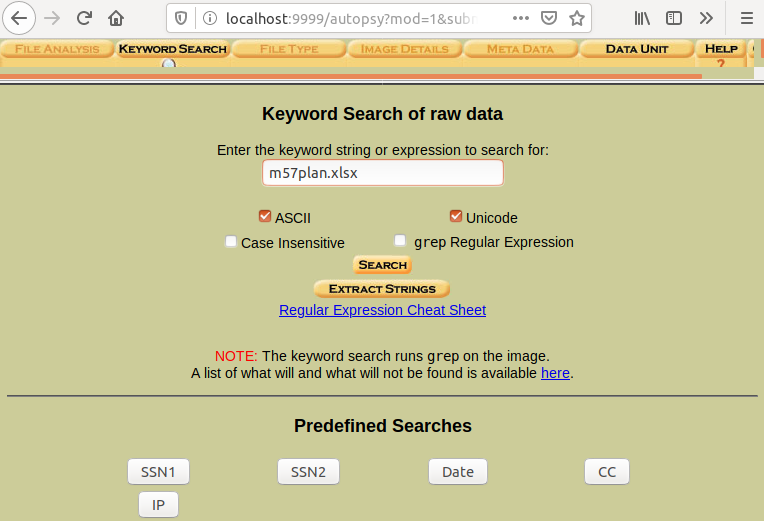 localhost:9999/autopsy?mod=1&subm
FILE ANALYSIS KEYWORD SEARCH FILE TYPE IMAGE DETAILS META DATA DATA UNIT HELP
?
Keyword Search of raw data
Enter the keyword string or expression to search for:
m57plan.xlsx
ASCII Unicode
Case Insensitive grep Regular Expression
SEARCH
EXTRACT STRINGS
Regular Expression Cheat Sheet
NOTE: The keyword search runs grep on the image.
A list of what will and what will not be found is available here.
Predefined Searches
SSN1 SSN2 Date CC
IP